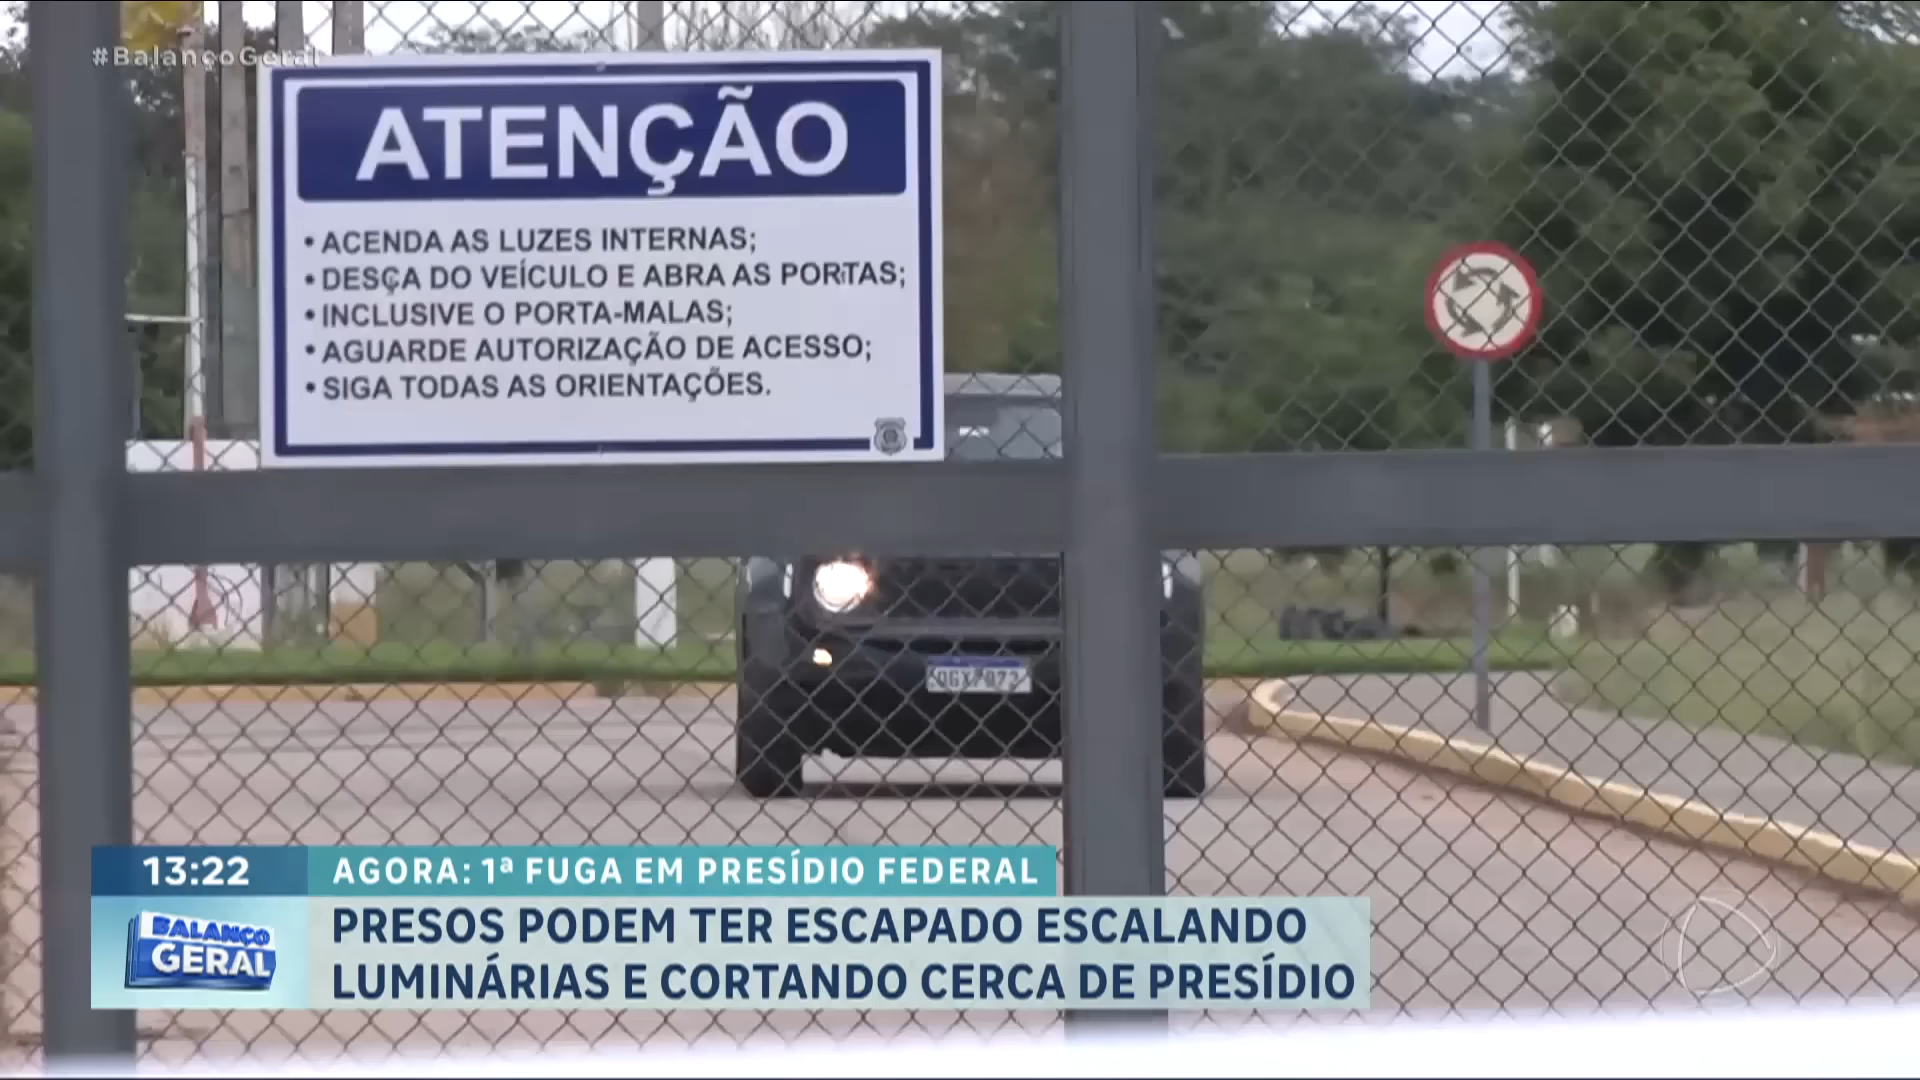 #BalançoGeral
ATENÇÃO
• ACENDA AS LUZES INTERNAS;
• DESÇA DO VEÍCULO E ABRA AS PORTAS;
• INCLUSIVE O PORTA-MALAS;
• AGUARDE AUTORIZAÇÃO DE ACESSO;
• SIGA TODAS AS ORIENTAÇÕES.
13:22
AGORA: 1ª FUGA EM PRESÍDIO FEDERAL
BALANÇO
GERAL
PRESOS PODEM TER ESCAPADO ESCALANDO
LUMINÁRIAS E CORTANDO CERCA DE PRESÍDIO